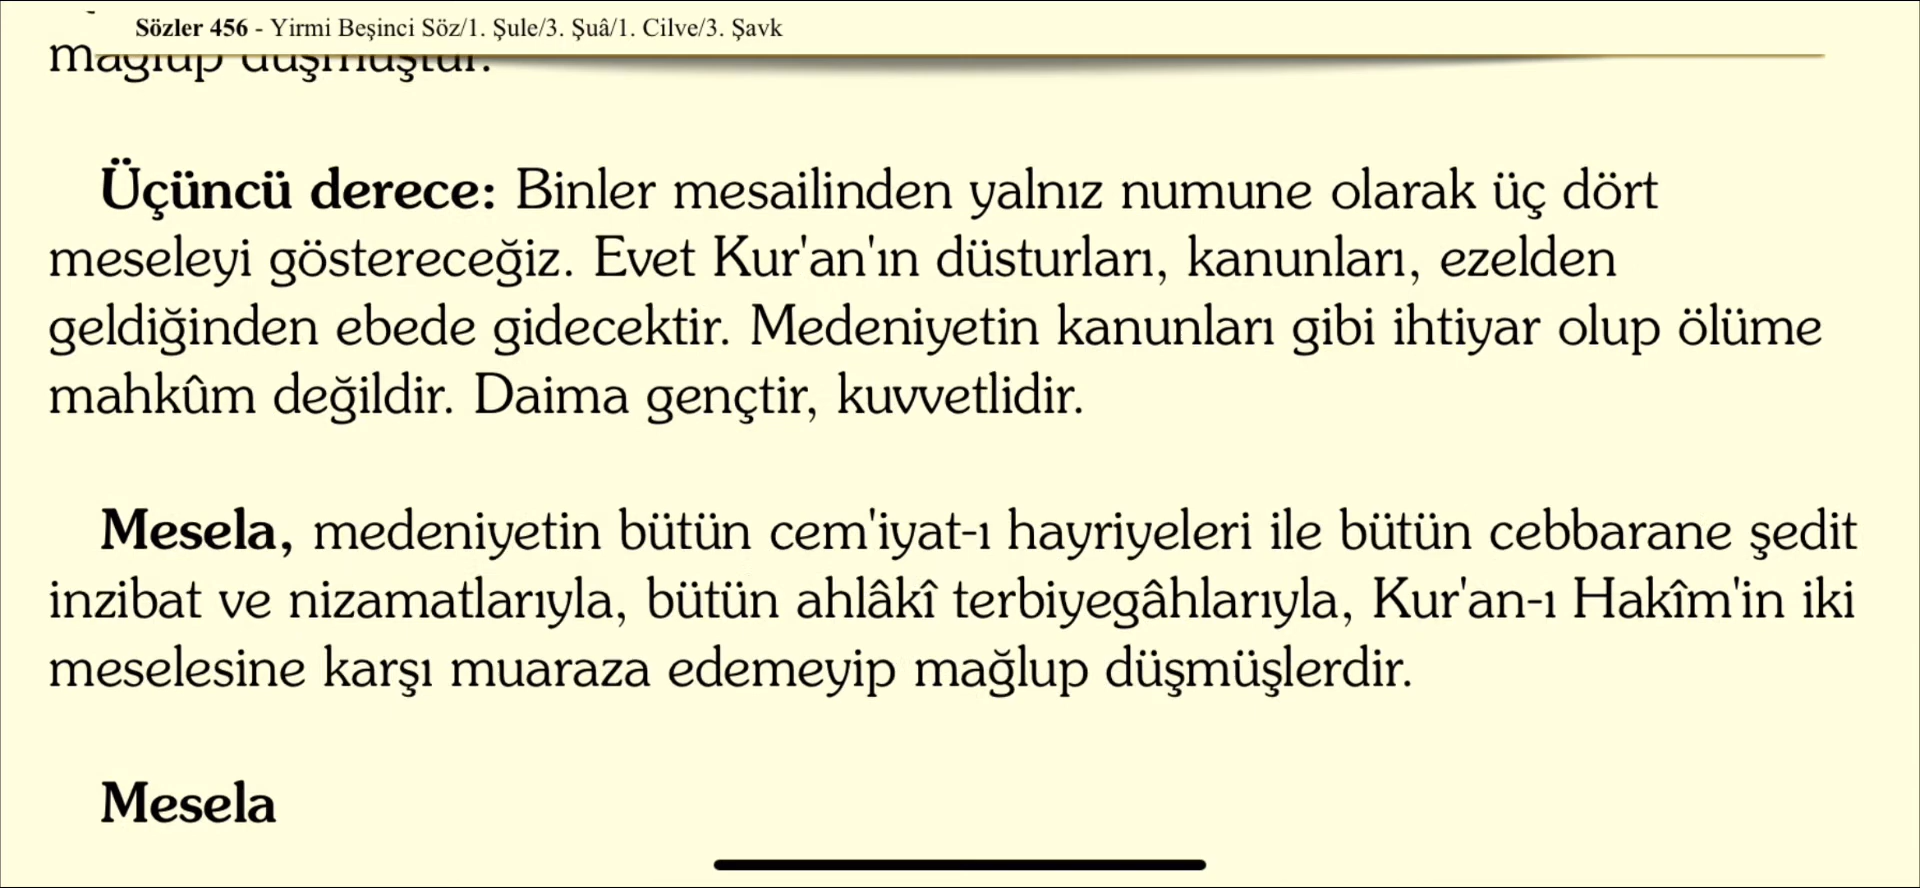 Sözler 456 - Yirmi Beşinci Söz/1. Şule/3. Şuâ/1. Cilve/3. Şavk
mağlup düşmüştür.
Üçüncü derece: Binler mesailinden yalnız numune olarak üç dört
meseleyi göstereceğiz. Evet Kur'an'ın düsturları, kanunları, ezelden
geldiğinden ebede gidecektir. Medeniyetin kanunları gibi ihtiyar olup ölüme
mahkûm değildir. Daima gençtir, kuvvetlidir.
Mesela, medeniyetin bütün cem'iyat-ı hayriyeleri ile bütün cebbarane şedit
inzibat ve nizamatlarıyla, bütün ahlâkî terbiyegâhlarıyla, Kur'an-ı Hakîm'in iki
meselesine karşı muaraza edemeyip mağlup düşmüşlerdir.
Mesela